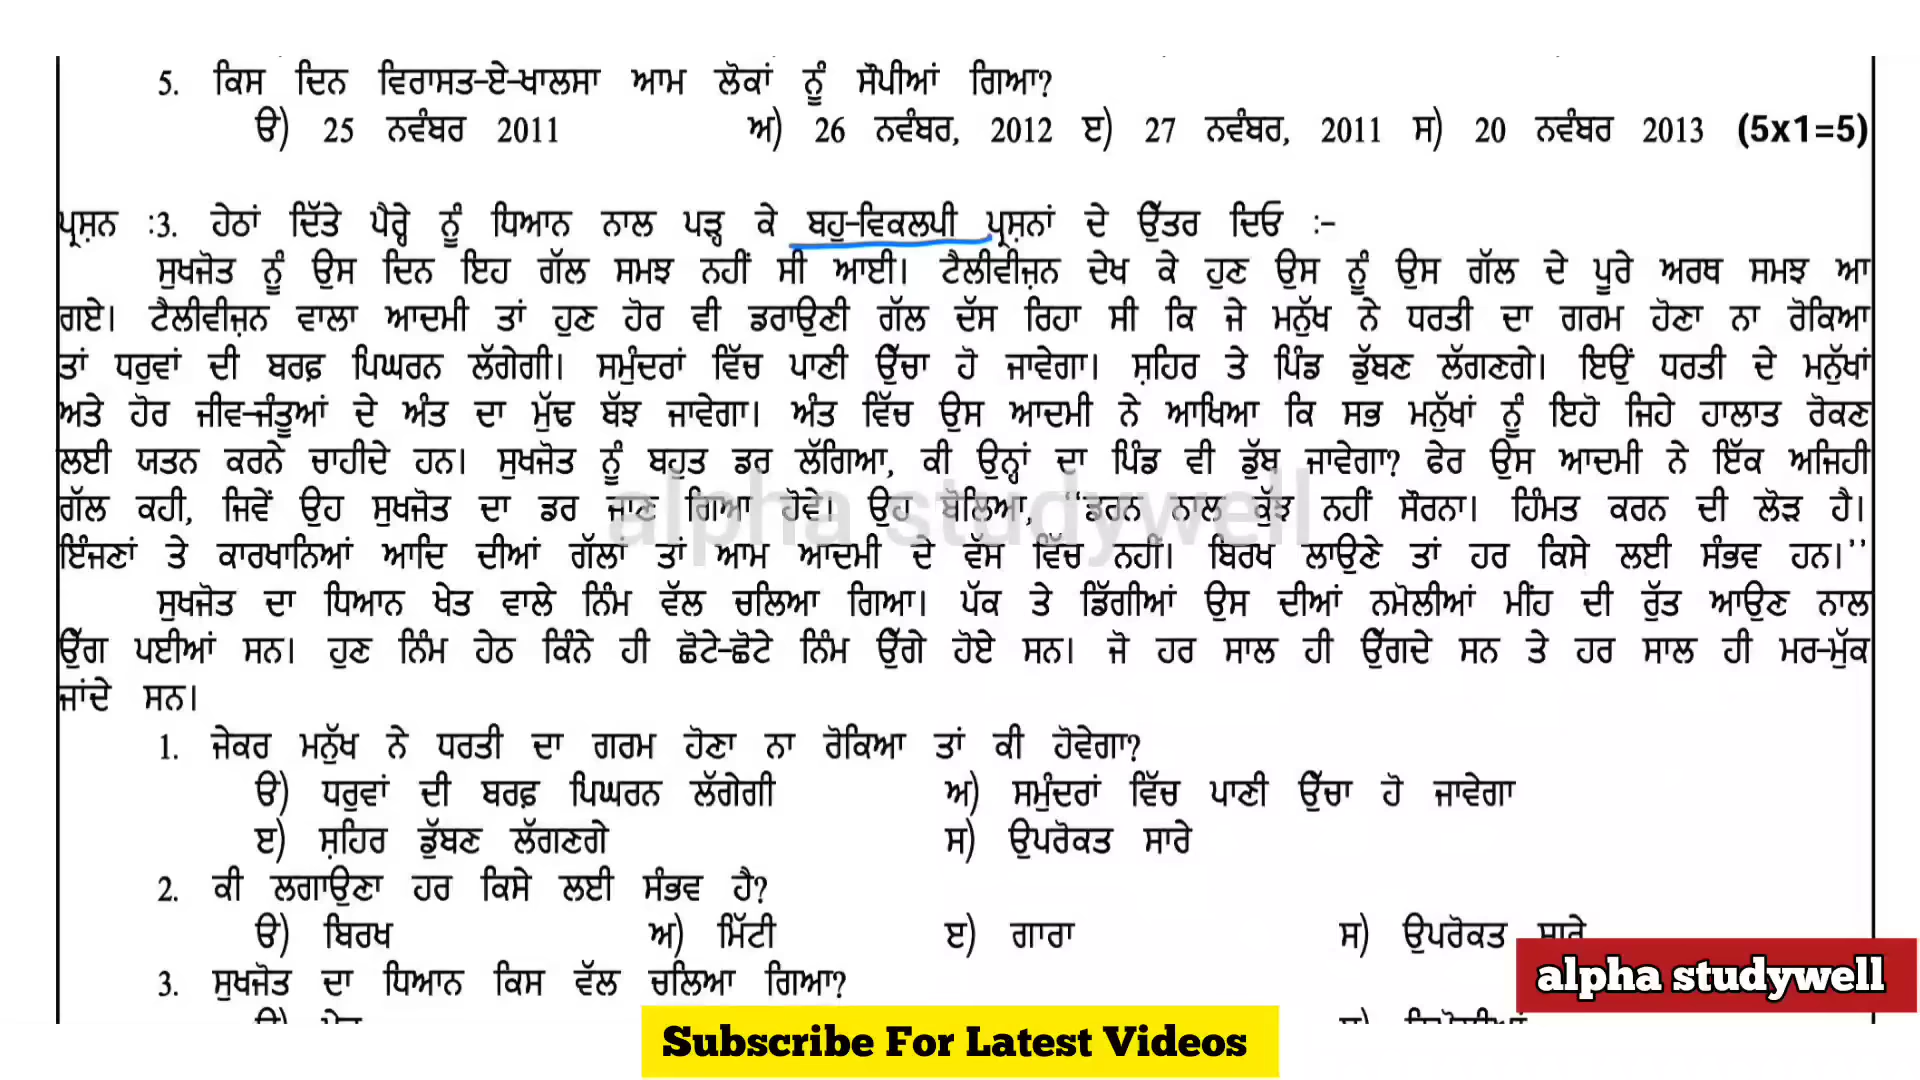 5. ਕਿਸ ਦਿਨ ਵਿਰਾਸਤ-ਏ-ਖਾਲਸਾ ਆਮ ਲੋਕਾਂ ਨੂੰ ਸੌਪੀਆਂ ਗਿਆ?
ੳ) 25 ਨਵੰਬਰ 2011 ਅ) 26 ਨਵੰਬਰ, 2012 ੲ) 27 ਨਵੰਬਰ, 2011 ਸ) 20 ਨਵੰਬਰ 2013 (5x1=5)
ਪ੍ਰਸ਼ਨ :3. ਹੇਠਾਂ ਦਿੱਤੇ ਪੈਰ੍ਹੇ ਨੂੰ ਧਿਆਨ ਨਾਲ ਪੜ੍ਹ ਕੇ ਬਹੁ-ਵਿਕਲਪੀ ਪ੍ਰਸ਼ਨਾਂ ਦੇ ਉੱਤਰ ਦਿਓ :-
ਸੁਖਜੋਤ ਨੂੰ ਉਸ ਦਿਨ ਇਹ ਗੱਲ ਸਮਝ ਨਹੀਂ ਸੀ ਆਈ। ਟੈਲੀਵੀਜ਼ਨ ਦੇਖ ਕੇ ਹੁਣ ਉਸ ਨੂੰ ਉਸ ਗੱਲ ਦੇ ਪੂਰੇ ਅਰਥ ਸਮਝ ਆ
ਗਏ। ਟੈਲੀਵੀਜ਼ਨ ਵਾਲਾ ਆਦਮੀ ਤਾਂ ਹੁਣ ਹੋਰ ਵੀ ਡਰਾਉਣੀ ਗੱਲ ਦੱਸ ਰਿਹਾ ਸੀ ਕਿ ਜੇ ਮਨੁੱਖ ਨੇ ਧਰਤੀ ਦਾ ਗਰਮ ਹੋਣਾ ਨਾ ਰੋਕਿਆ
ਤਾਂ ਧਰੁਵਾਂ ਦੀ ਬਰਫ਼ ਪਿਘਰਨ ਲੱਗੇਗੀ। ਸਮੁੰਦਰਾਂ ਵਿੱਚ ਪਾਣੀ ਉੱਚਾ ਹੋ ਜਾਵੇਗਾ। ਸ਼ਹਿਰ ਤੇ ਪਿੰਡ ਡੁੱਬਣ ਲੱਗਣਗੇ। ਇਉਂ ਧਰਤੀ ਦੇ ਮਨੁੱਖਾਂ
ਅਤੇ ਹੋਰ ਜੀਵ-ਜੰਤੂਆਂ ਦੇ ਅੰਤ ਦਾ ਮੁੱਢ ਬੱਝ ਜਾਵੇਗਾ। ਅੰਤ ਵਿੱਚ ਉਸ ਆਦਮੀ ਨੇ ਆਖਿਆ ਕਿ ਸਭ ਮਨੁੱਖਾਂ ਨੂੰ ਇਹੋ ਜਿਹੇ ਹਾਲਾਤ ਰੋਕਣ
ਲਈ ਯਤਨ ਕਰਨੇ ਚਾਹੀਦੇ ਹਨ। ਸੁਖਜੋਤ ਨੂੰ ਬਹੁਤ ਡਰ ਲੱਗਿਆ, ਕੀ ਉਨ੍ਹਾਂ ਦਾ ਪਿੰਡ ਵੀ ਡੁੱਬ ਜਾਵੇਗਾ? ਫੇਰ ਉਸ ਆਦਮੀ ਨੇ ਇੱਕ ਅਜਿਹੀ
ਗੱਲ ਕਹੀ, ਜਿਵੇਂ ਉਹ ਸੁਖਜੋਤ ਦਾ ਡਰ ਜਾਣ ਗਿਆ ਹੋਵੇ। ਉਹ ਬੋਲਿਆ, ‘‘ਡਰਨ ਨਾਲ ਕੁੱਝ ਨਹੀਂ ਸੌਰਨਾ। ਹਿੰਮਤ ਕਰਨ ਦੀ ਲੋੜ ਹੈ।
alpha studywell
ਇੰਜਣਾਂ ਤੇ ਕਾਰਖਾਨਿਆਂ ਆਦਿ ਦੀਆਂ ਗੱਲਾਂ ਤਾਂ ਆਮ ਆਦਮੀ ਦੇ ਵੱਸ ਵਿੱਚ ਨਹੀਂ। ਬਿਰਖ ਲਾਉਣੇ ਤਾਂ ਹਰ ਕਿਸੇ ਲਈ ਸੰਭਵ ਹਨ।’’
ਸੁਖਜੋਤ ਦਾ ਧਿਆਨ ਖੇਤ ਵਾਲੇ ਨਿੰਮ ਵੱਲ ਚਲਿਆ ਗਿਆ। ਪੱਕ ਤੇ ਡਿੱਗੀਆਂ ਉਸ ਦੀਆਂ ਨਮੋਲੀਆਂ ਮੀਂਹ ਦੀ ਰੁੱਤ ਆਉਣ ਨਾਲ
ਉੱਗ ਪਈਆਂ ਸਨ। ਹੁਣ ਨਿੰਮ ਹੇਠ ਕਿੰਨੇ ਹੀ ਛੋਟੇ-ਛੋਟੇ ਨਿੰਮ ਉੱਗੇ ਹੋਏ ਸਨ। ਜੋ ਹਰ ਸਾਲ ਹੀ ਉੱਗਦੇ ਸਨ ਤੇ ਹਰ ਸਾਲ ਹੀ ਮਰ-ਮੁੱਕ
ਜਾਂਦੇ ਸਨ।
1. ਜੇਕਰ ਮਨੁੱਖ ਨੇ ਧਰਤੀ ਦਾ ਗਰਮ ਹੋਣਾ ਨਾ ਰੋਕਿਆ ਤਾਂ ਕੀ ਹੋਵੇਗਾ?
ੳ) ਧਰੁਵਾਂ ਦੀ ਬਰਫ਼ ਪਿਘਰਨ ਲੱਗੇਗੀ ਅ) ਸਮੁੰਦਰਾਂ ਵਿੱਚ ਪਾਣੀ ਉੱਚਾ ਹੋ ਜਾਵੇਗਾ
ੲ) ਸ਼ਹਿਰ ਡੁੱਬਣ ਲੱਗਣਗੇ ਸ) ਉਪਰੋਕਤ ਸਾਰੇ
2. ਕੀ ਲਗਾਉਣਾ ਹਰ ਕਿਸੇ ਲਈ ਸੰਭਵ ਹੈ?
ੳ) ਬਿਰਖ ਅ) ਮਿੱਟੀ ੲ) ਗਾਰਾ ਸ) ਉਪਰੋਕਤ ਸਾਰੇ
3. ਸੁਖਜੋਤ ਦਾ ਧਿਆਨ ਕਿਸ ਵੱਲ ਚਲਿਆ ਗਿਆ?
alpha studywell
Subscribe For Latest Videos